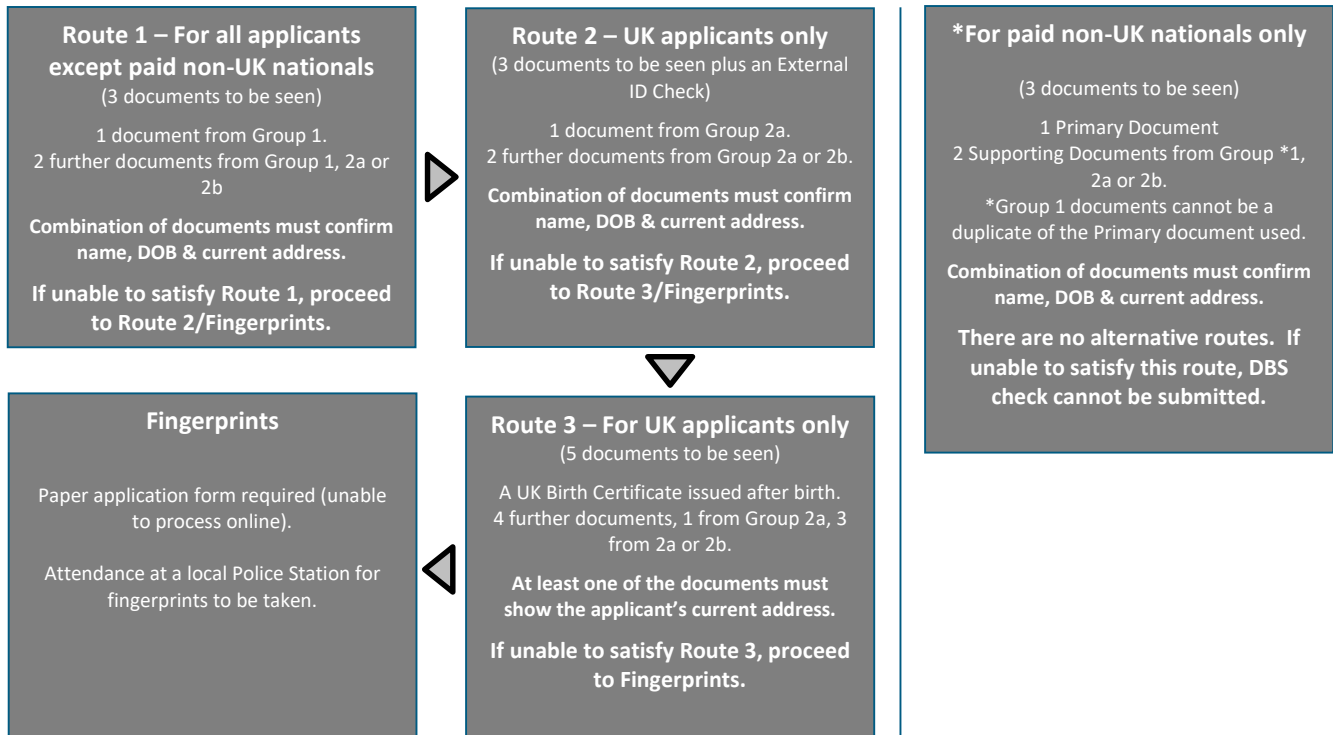 Route 1 – For all applicants
except paid non-UK nationals
(3 documents to be seen)
1 document from Group 1.
2 further documents from Group 1, 2a or
2b
Combination of documents must confirm
name, DOB & current address.
If unable to satisfy Route 1, proceed
to Route 2/Fingerprints.
Route 2 – UK applicants only
(3 documents to be seen plus an External
ID Check)
1 document from Group 2a.
2 further documents from Group 2a or 2b.
Combination of documents must confirm
name, DOB & current address.
If unable to satisfy Route 2, proceed
to Route 3/Fingerprints.
*For paid non-UK nationals only
(3 documents to be seen)
1 Primary Document
2 Supporting Documents from Group *1,
2a or 2b.
*Group 1 documents cannot be a
duplicate of the Primary document used.
Combination of documents must confirm
name, DOB & current address.
There are no alternative routes. If
unable to satisfy this route, DBS
check cannot be submitted.
Fingerprints
Paper application form required (unable
to process online).
Attendance at a local Police Station for
fingerprints to be taken.
Route 3 – For UK applicants only
(5 documents to be seen)
A UK Birth Certificate issued after birth.
4 further documents, 1 from Group 2a, 3
from 2a or 2b.
At least one of the documents must
show the applicant’s current address.
If unable to satisfy Route 3, proceed
to Fingerprints.